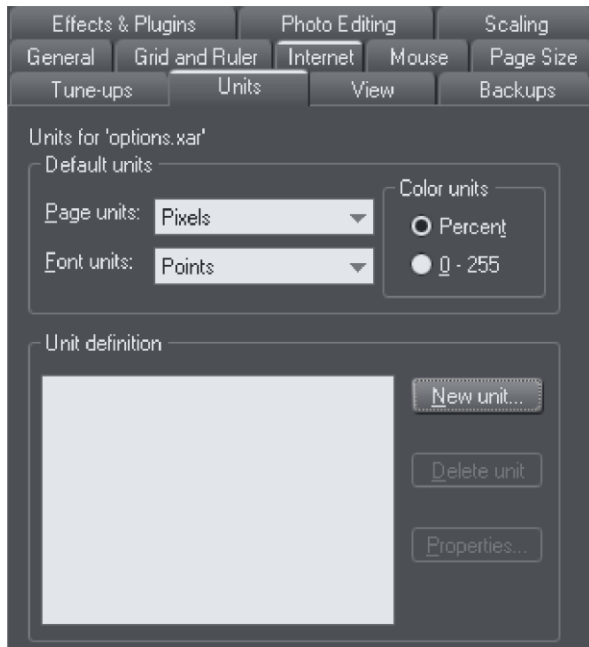 Effects & Plugins Photo Editing Scaling
General Grid and Ruler Internet Mouse Page Size
Tune-ups Units View Backups
Units for 'options.xar'
Default units
Page units: Pixels
Font units: Points
Color units
Percent
0 - 255
Unit definition
New unit...
Delete unit
Properties...